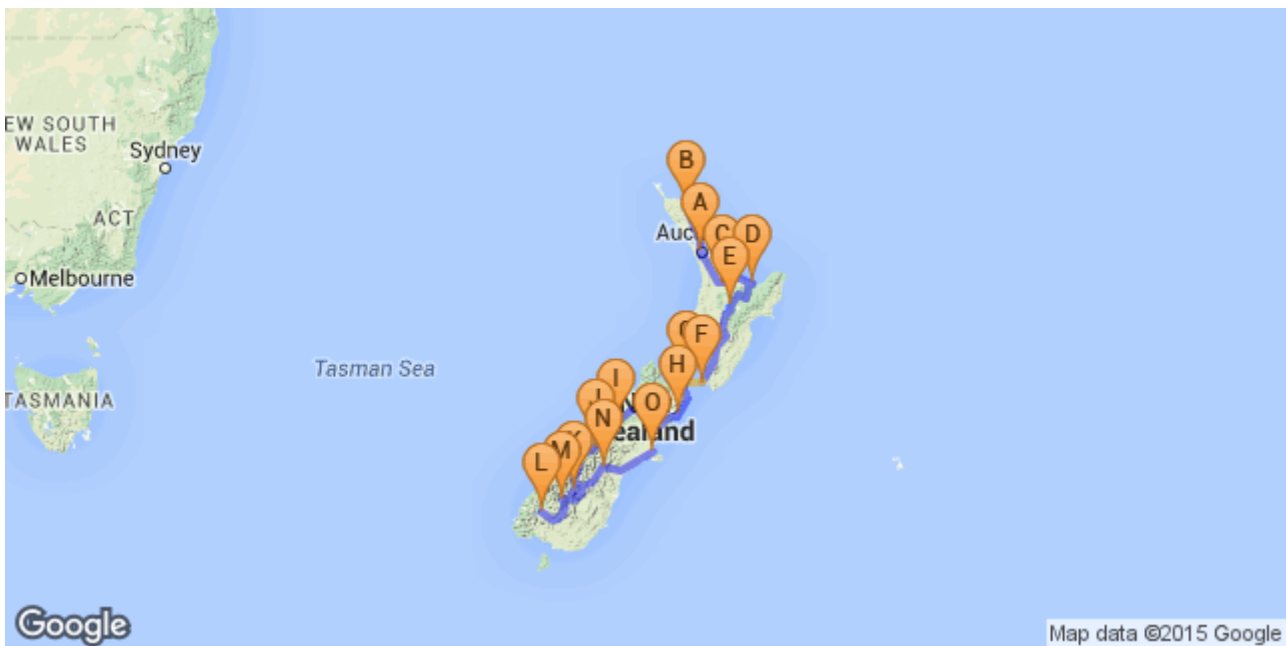 B
A
EW SOUTH
WALES
Sydney
ACT
Auc
C
D
E
Melbourne
F
H
Tasman Sea
I
J
TASMANIA
N
O
N
ealand
K
M
L
Google
Map data ©2015 Google